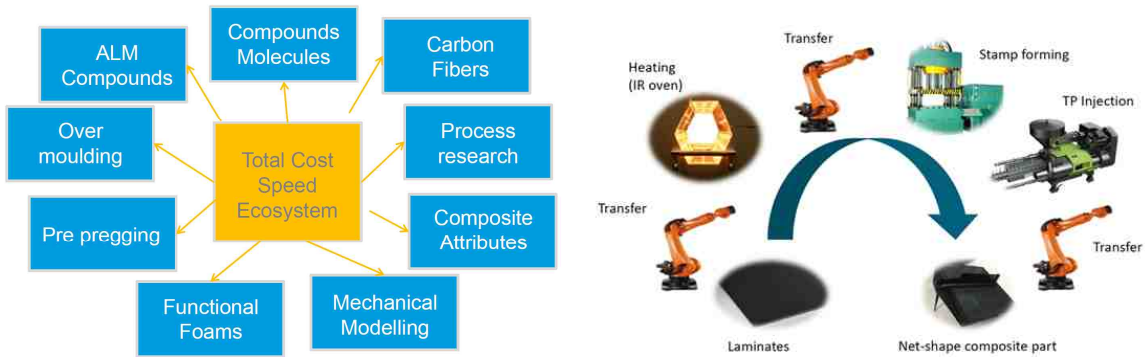 ALM
Compounds
Compounds
Molecules
Carbon
Fibers
Over
moulding
Total Cost
Speed
Ecosystem
Process
research
Pre pregging
Composite
Attributes
Functional
Foams
Mechanical
Modelling
Transfer
Stamp forming
Heating
(IR oven)
TP Injection
Transfer
Transfer
Laminates
Net-shape composite part